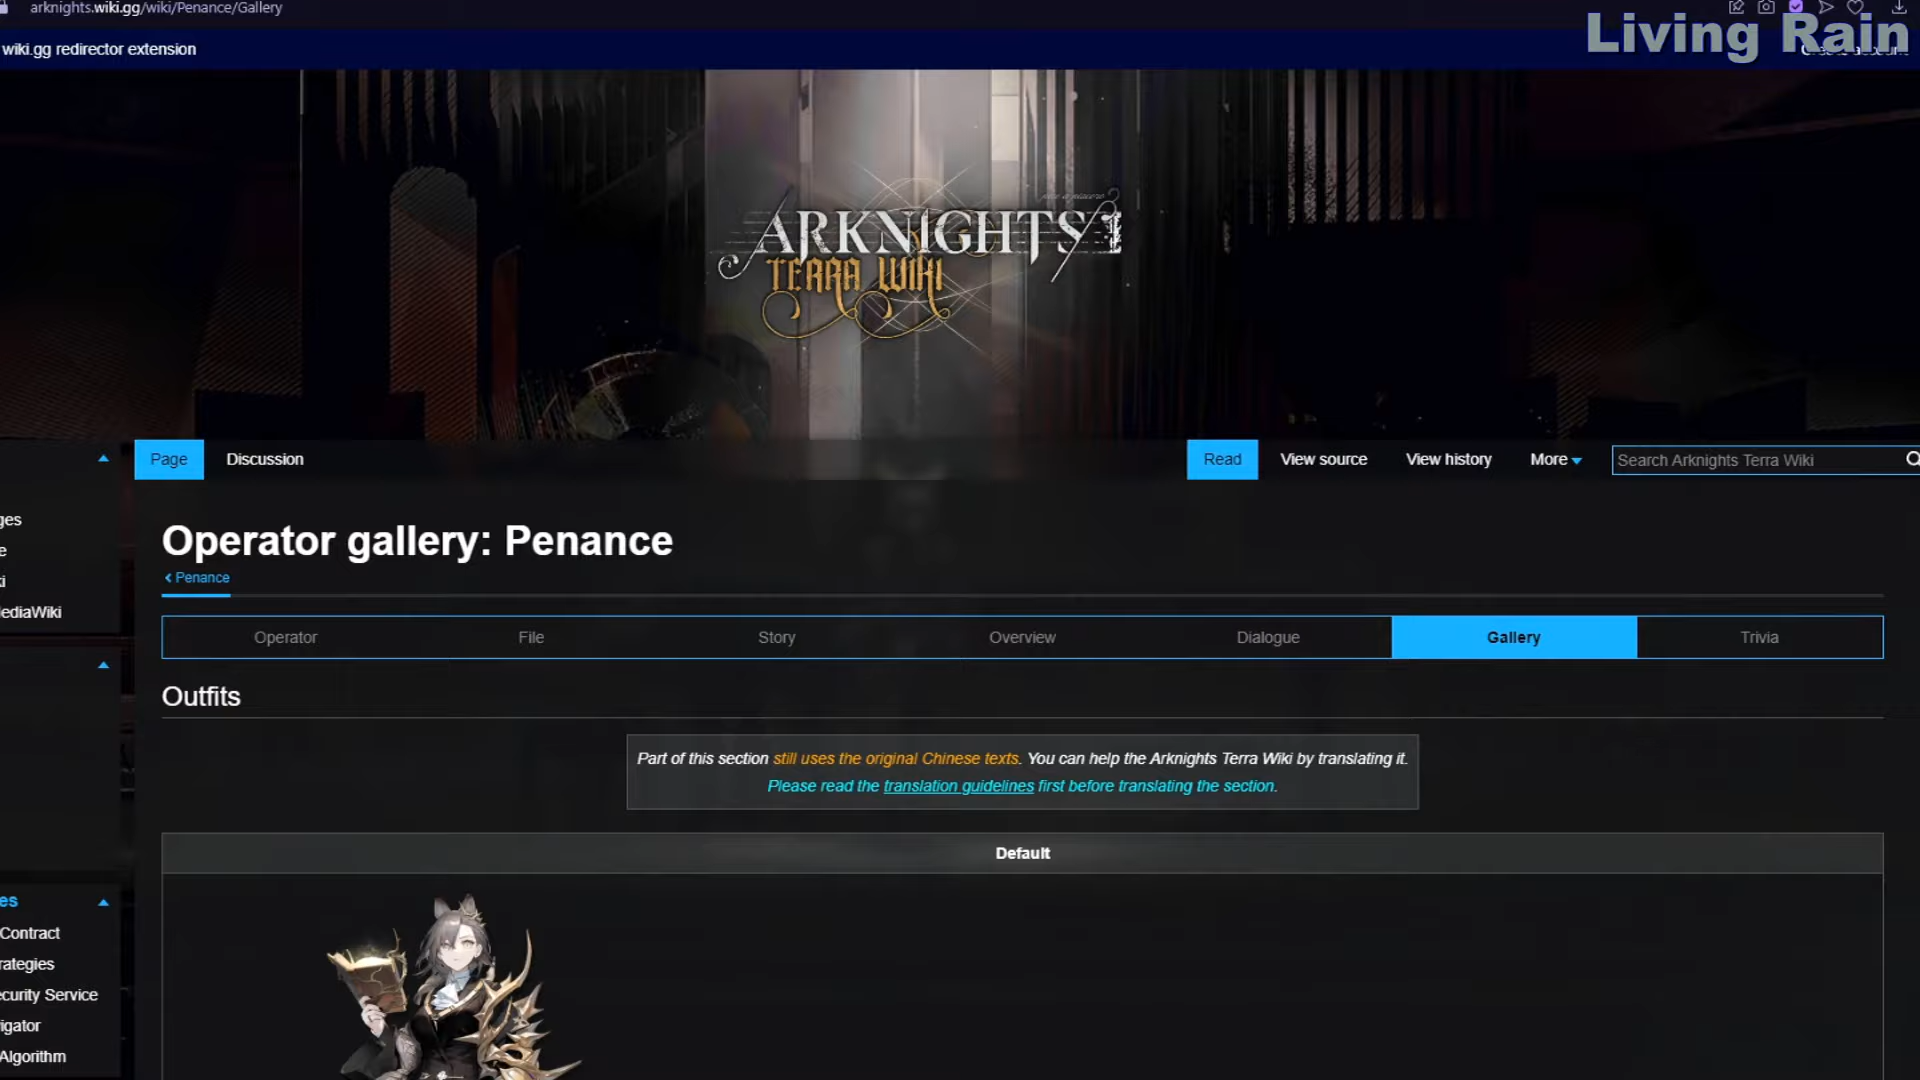 arknights.wiki.gg/wiki/Penance/Gallery
Living Rain
wiki.gg redirector extension
ARKNIGHTS
TERRA WIKI
Page
Discussion
Read
View source
View history
More
Search Arknights Terra Wiki
ges
e
ki
lediaWiki
Operator gallery: Penance
< Penance
Operator
File
Story
Overview
Dialogue
Gallery
Trivia
Outfits
Part of this section still uses the original Chinese texts. You can help the Arknights Terra Wiki by translating it.
Please read the translation guidelines first before translating the section.
Default
es
Contract
rategies
ecurity Service
igator
Algorithm